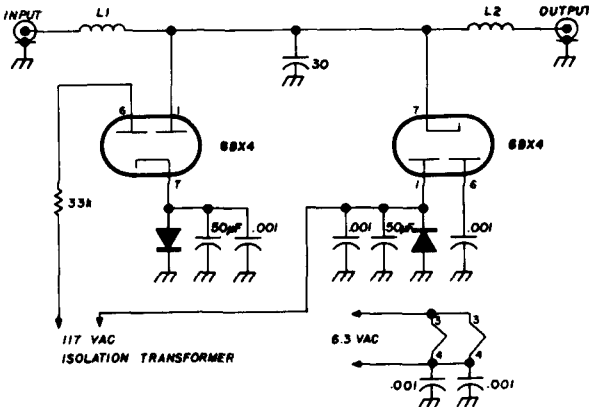 INPUT
L1
L2
OUTPUT
30
6
1
7
6BX4
6BX4
7
1
6
33k
50µF
.001
.001
50µF
.001
117 VAC
ISOLATION TRANSFORMER
6.3 VAC
3
3
4
4
.001
.001